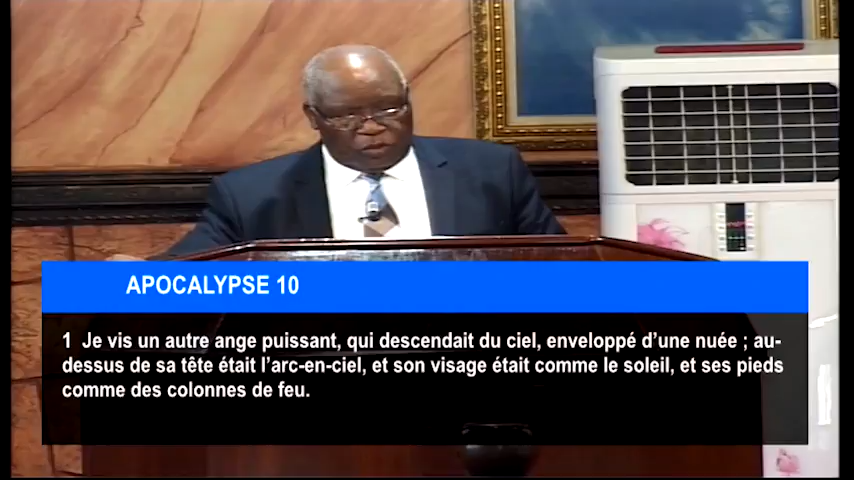 APOCALYPSE 10
1 Je vis un autre ange puissant, qui descendait du ciel, enveloppé d’une nuée ; au-
dessus de sa tête était l’arc-en-ciel, et son visage était comme le soleil, et ses pieds
comme des colonnes de feu.